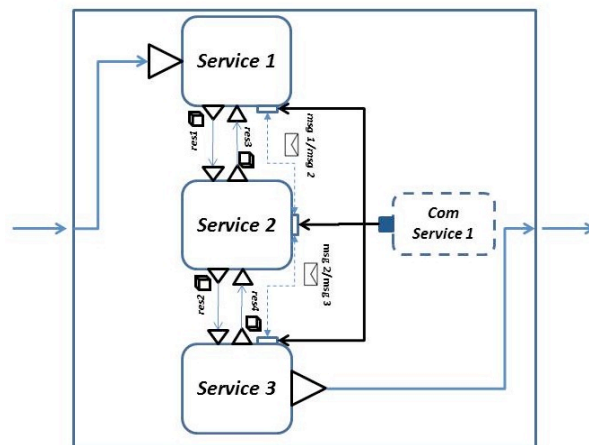 Service 1
res1
res3
msg 1/msg 2
Service 2
Com
Service 1
res2
res4
msg 2/msg 3
Service 3